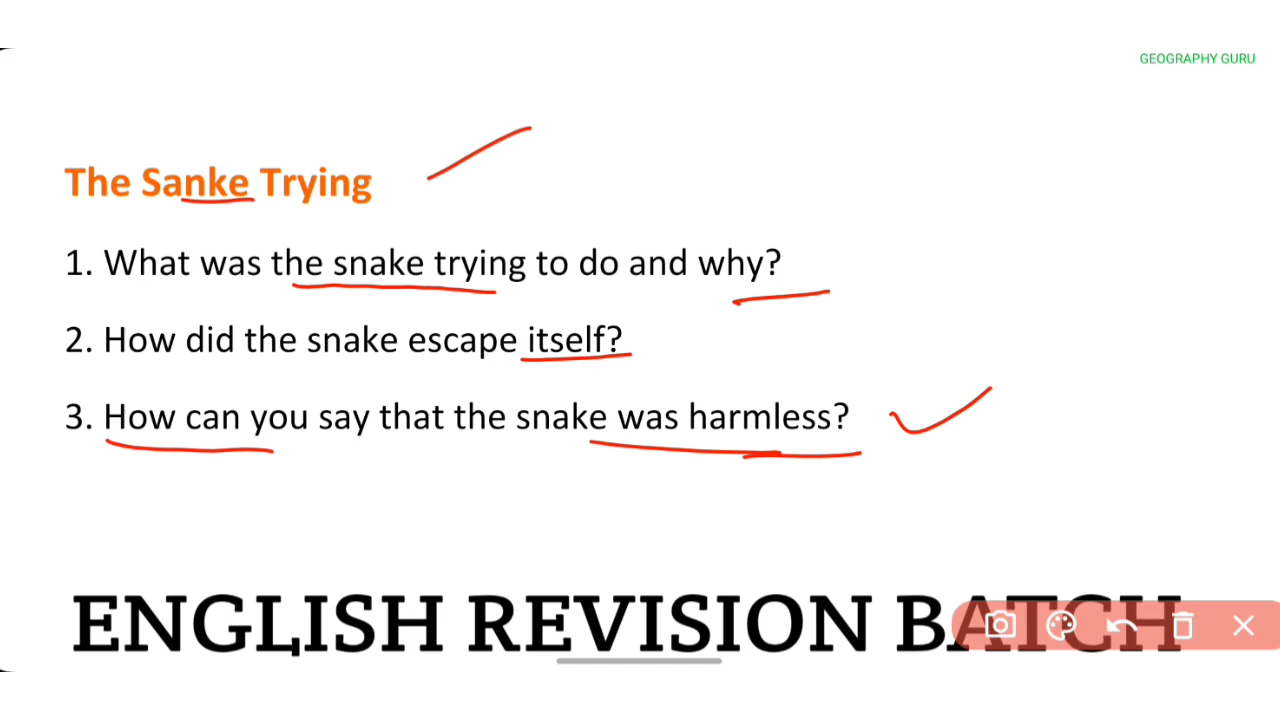 GEOGRAPHY GURU
The Sanke Trying
1. What was the snake trying to do and why?
2. How did the snake escape itself?
3. How can you say that the snake was harmless?
ENGLISH REVISION BATCH